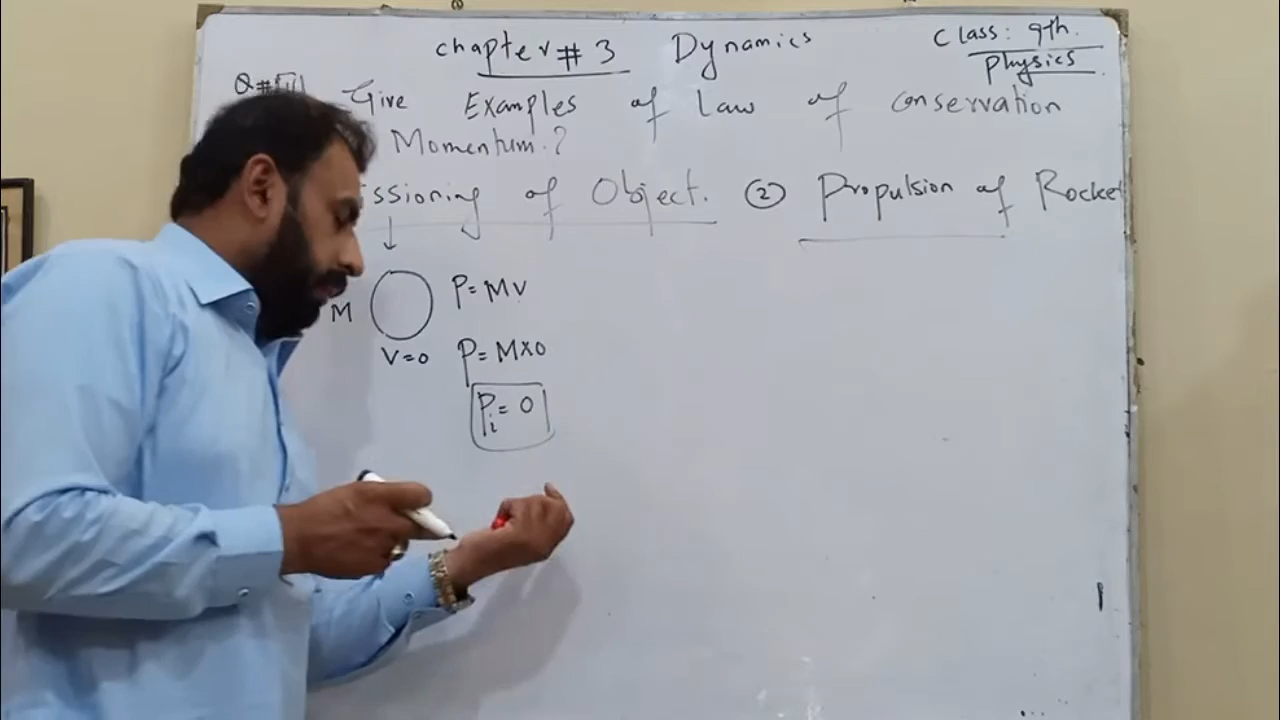 Chapter # 3 Dynamics
Class: 9th.
Physics
Give Examples of Law of conservation
Momentum.?
ssioning of Object. ② Propulsion of Rocket
M
P = MV
V = 0
P = M×0
Pi = 0